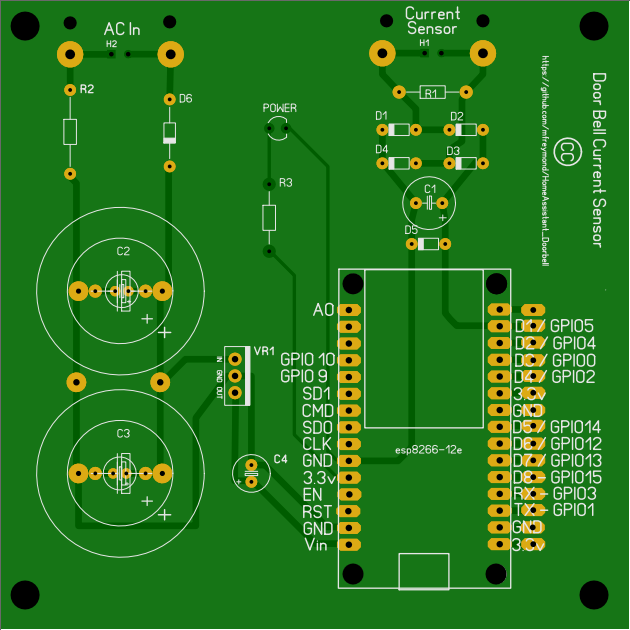 AC In
H2
Current
Sensor
H1
R2
D6
R1
POWER
D1
D2
D4
D3
R3
C1
+
D5
Door Bell Current Sensor
CC
https://github.com/mfreymond/HomeAssistant_Doorbell
C2
+
+
VR1
IN
GND
OUT
C3
+
+
C4
+
A0
GPIO 10
GPIO 9
SD1
CMD
SD0
CLK
GND
3.3v
EN
RST
GND
Vin
esp8266-12e
D1 / GPIO5
D2 / GPIO4
D3 / GPIO0
D4 / GPIO2
3.3v
GND
D5 / GPIO14
D6 / GPIO12
D7 / GPIO13
D8 - GPIO15
RX - GPIO3
TX - GPIO1
GND
3.3v